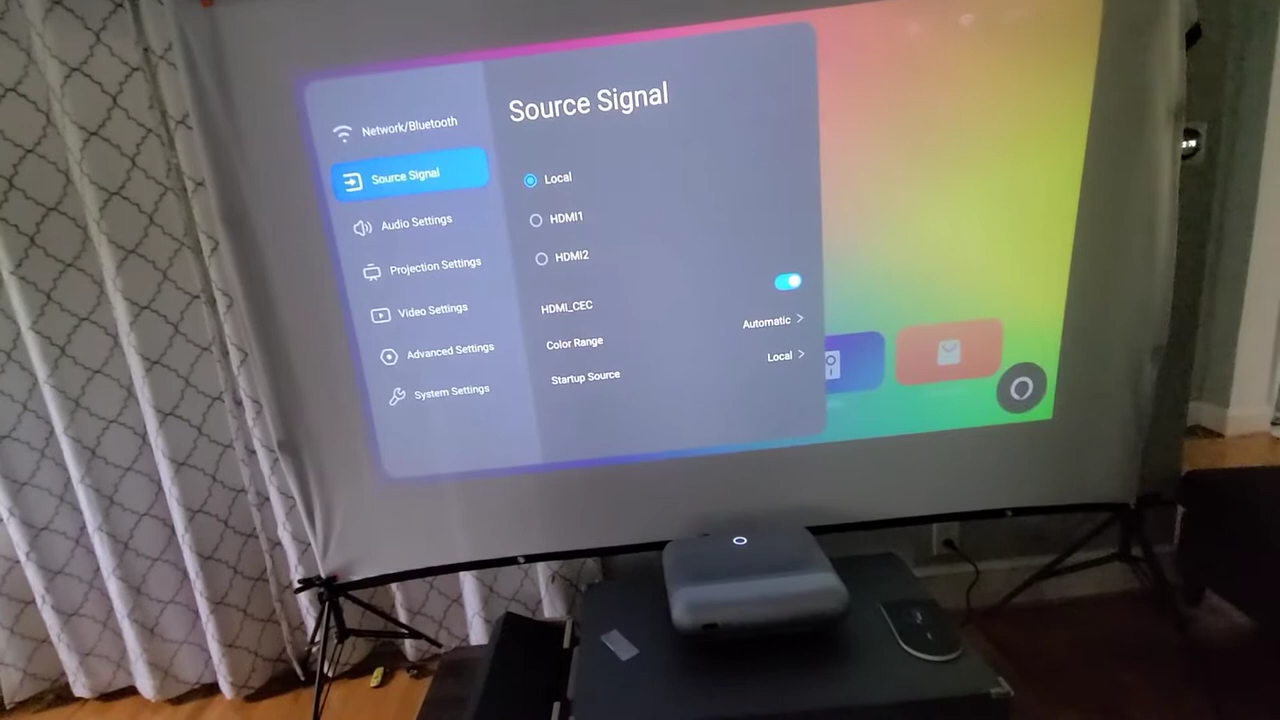 Network/Bluetooth
Source Signal
Audio Settings
Projection Settings
Video Settings
Advanced Settings
System Settings
Source Signal
Local
HDMI1
HDMI2
HDMI_CEC
Color Range
Automatic >
Startup Source
Local >